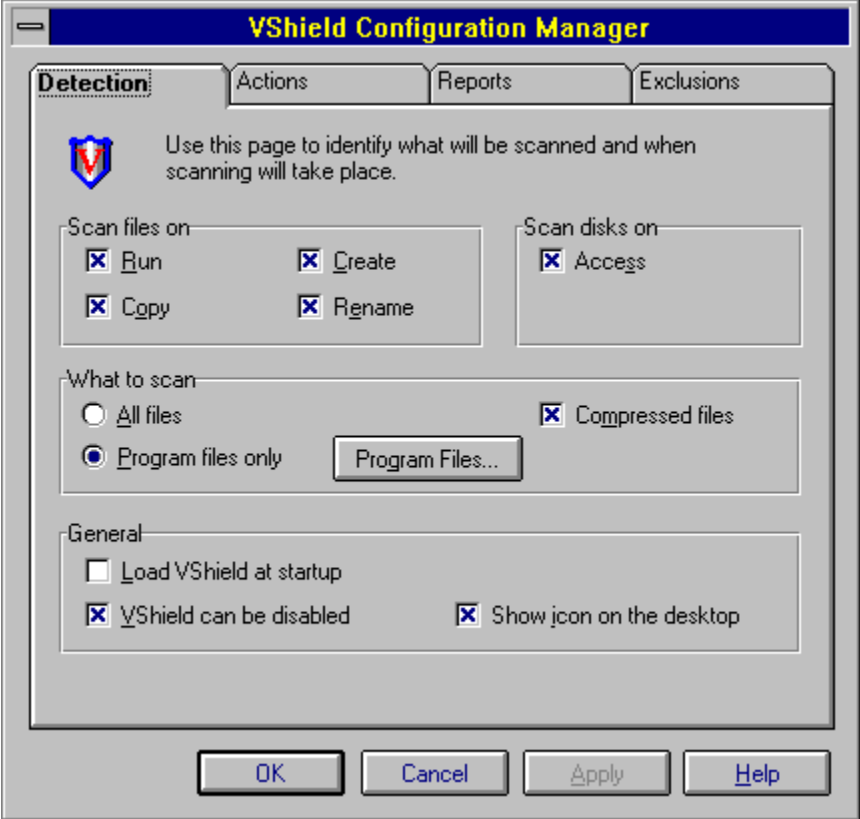 VShield Configuration Manager
Detection Actions Reports Exclusions
V
Use this page to identify what will be scanned and when
scanning will take place.
Scan files on
Run Create
Copy Rename
Scan disks on
Access
What to scan
All files Compressed files
Program files only Program Files...
General
Load VShield at startup
VShield can be disabled Show icon on the desktop
OK Cancel Apply Help